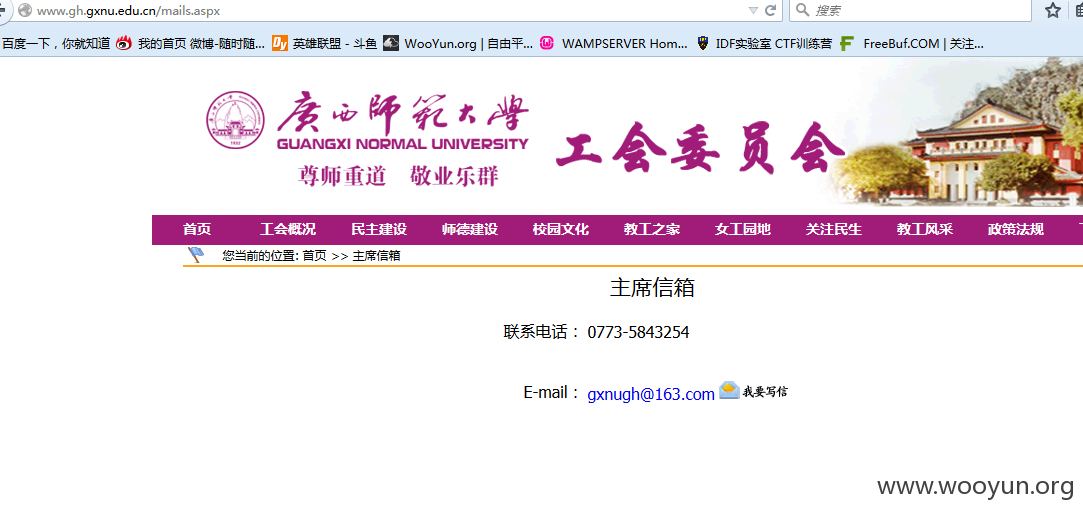 www.gh.gxnu.edu.cn/mails.aspx 搜索
百度一下，你就知道 我的首页 微博-随时随... 英雄联盟 - 斗鱼 WooYun.org | 自由平... WAMPSERVER Hom... IDF实验室 CTF训练营 FreeBuf.COM | 关注...
廣西師範大學
GUANGXI NORMAL UNIVERSITY
尊师重道 敬业乐群
工会委员会
首页 工会概况 民主建设 师德建设 校园文化 教工之家 女工园地 关注民生 教工风采 政策法规
您当前的位置: 首页 >> 主席信箱
主席信箱
联系电话： 0773-5843254
E-mail： gxnugh@163.com 我要写信
www.wooyun.org